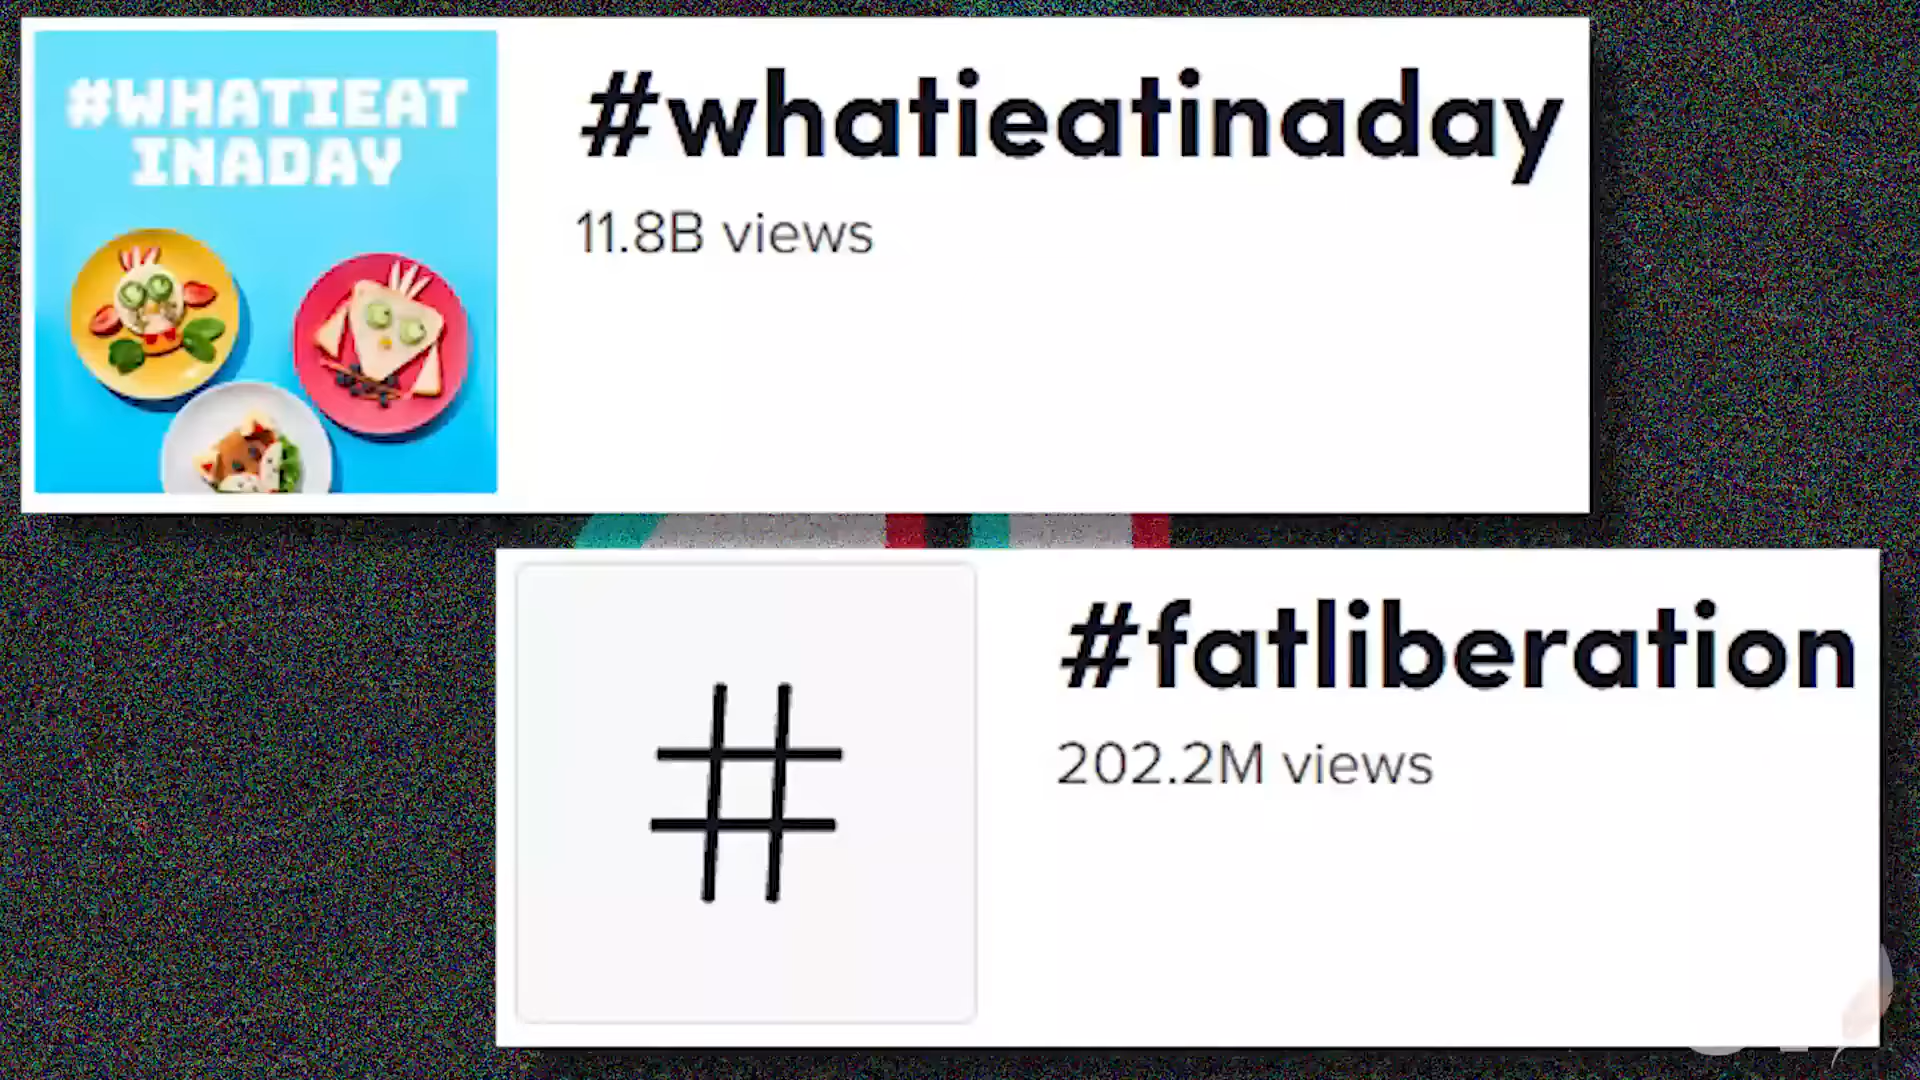 #WHATIEAT
INADAY
#whatieatinaday
11.8B views
#fatliberation
202.2M views